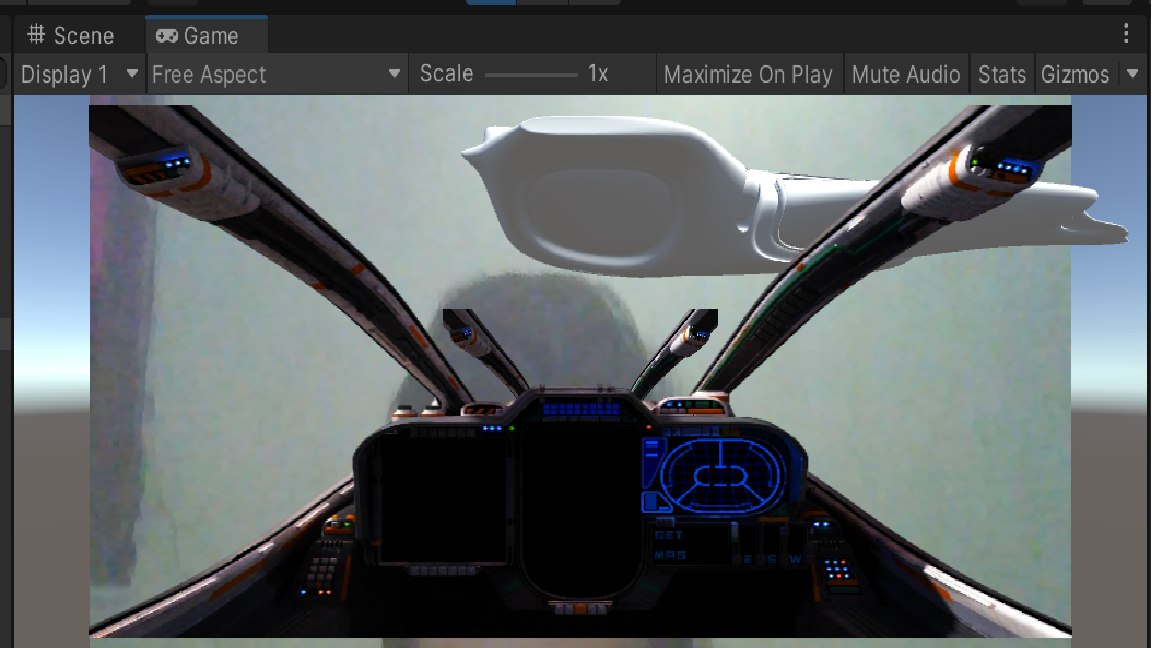 Scene
Game
Display 1
Free Aspect
Scale
1x
Maximize On Play
Mute Audio
Stats
Gizmos
SET
MPS
E S W